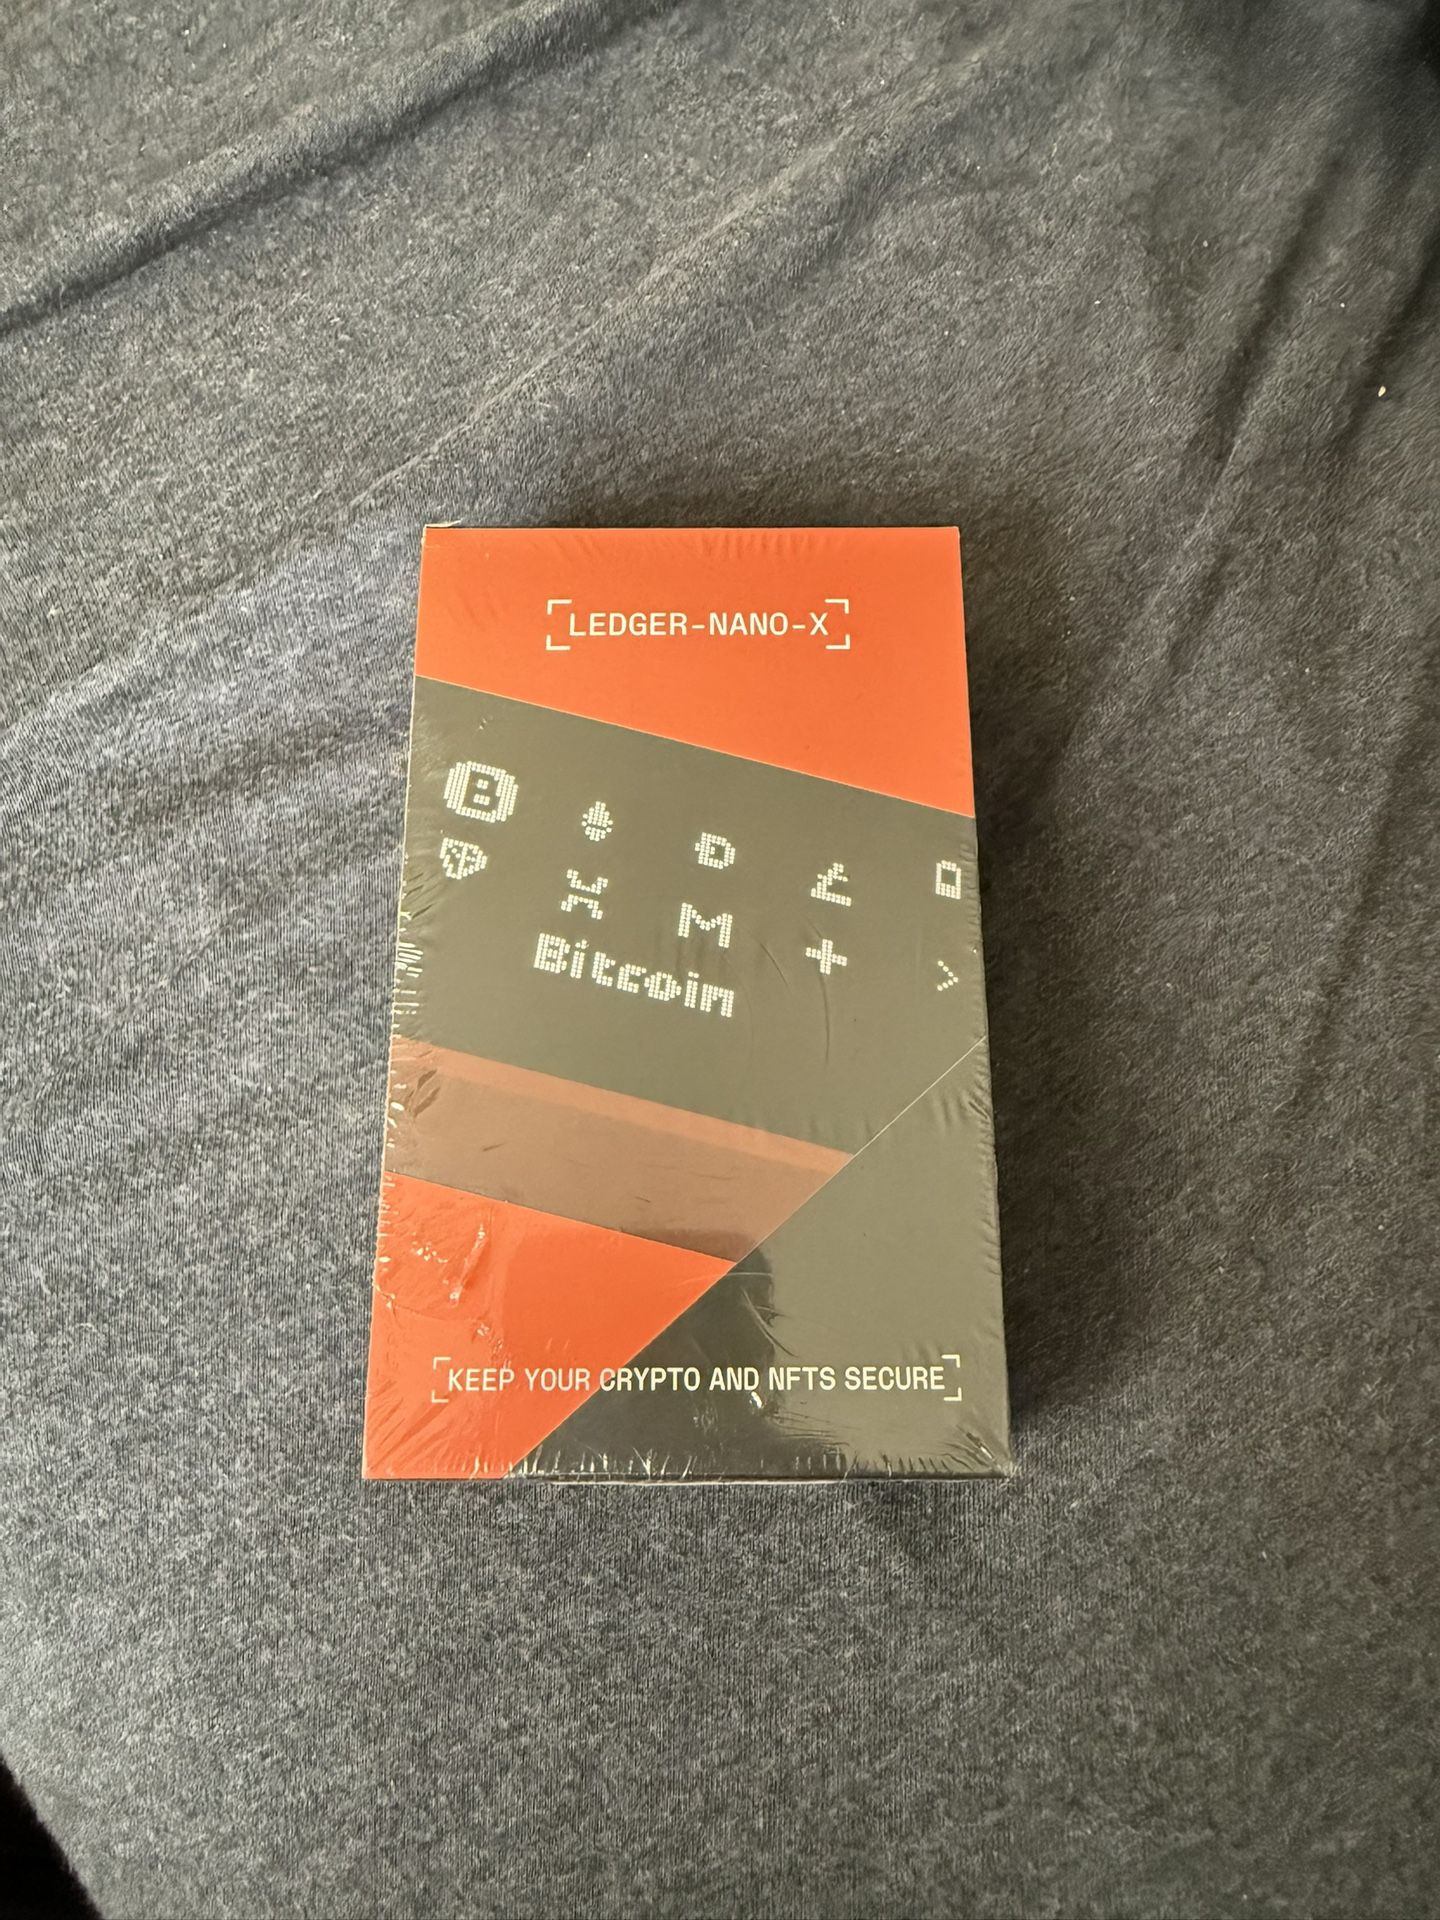 LEDGER-NANO-X
Bitcoin
KEEP YOUR CRYPTO AND NFTS SECURE